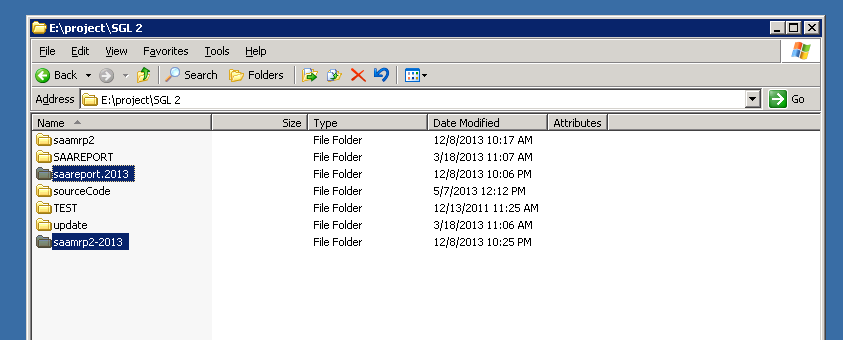 E:\project\SGL 2
File Edit View Favorites Tools Help
Back Search Folders
Address E:\project\SGL 2 Go
Name Size Type Date Modified Attributes
saamrp2 File Folder 12/8/2013 10:17 AM
SAAREPORT File Folder 3/18/2013 11:07 AM
saareport.2013 File Folder 12/8/2013 10:06 PM
sourceCode File Folder 5/7/2013 12:12 PM
TEST File Folder 12/13/2011 11:25 AM
update File Folder 3/18/2013 11:06 AM
saamrp2-2013 File Folder 12/8/2013 10:25 PM